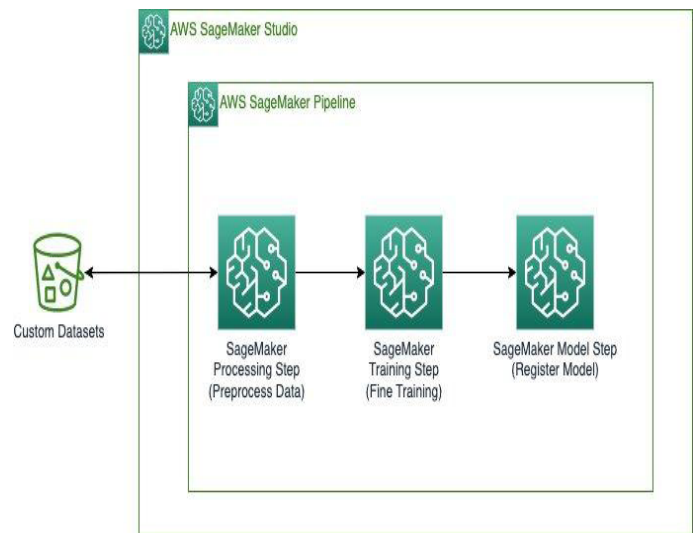 AWS SageMaker Studio
AWS SageMaker Pipeline
Custom Datasets
SageMaker
Processing Step
(Preprocess Data)
SageMaker
Training Step
(Fine Training)
SageMaker Model Step
(Register Model)